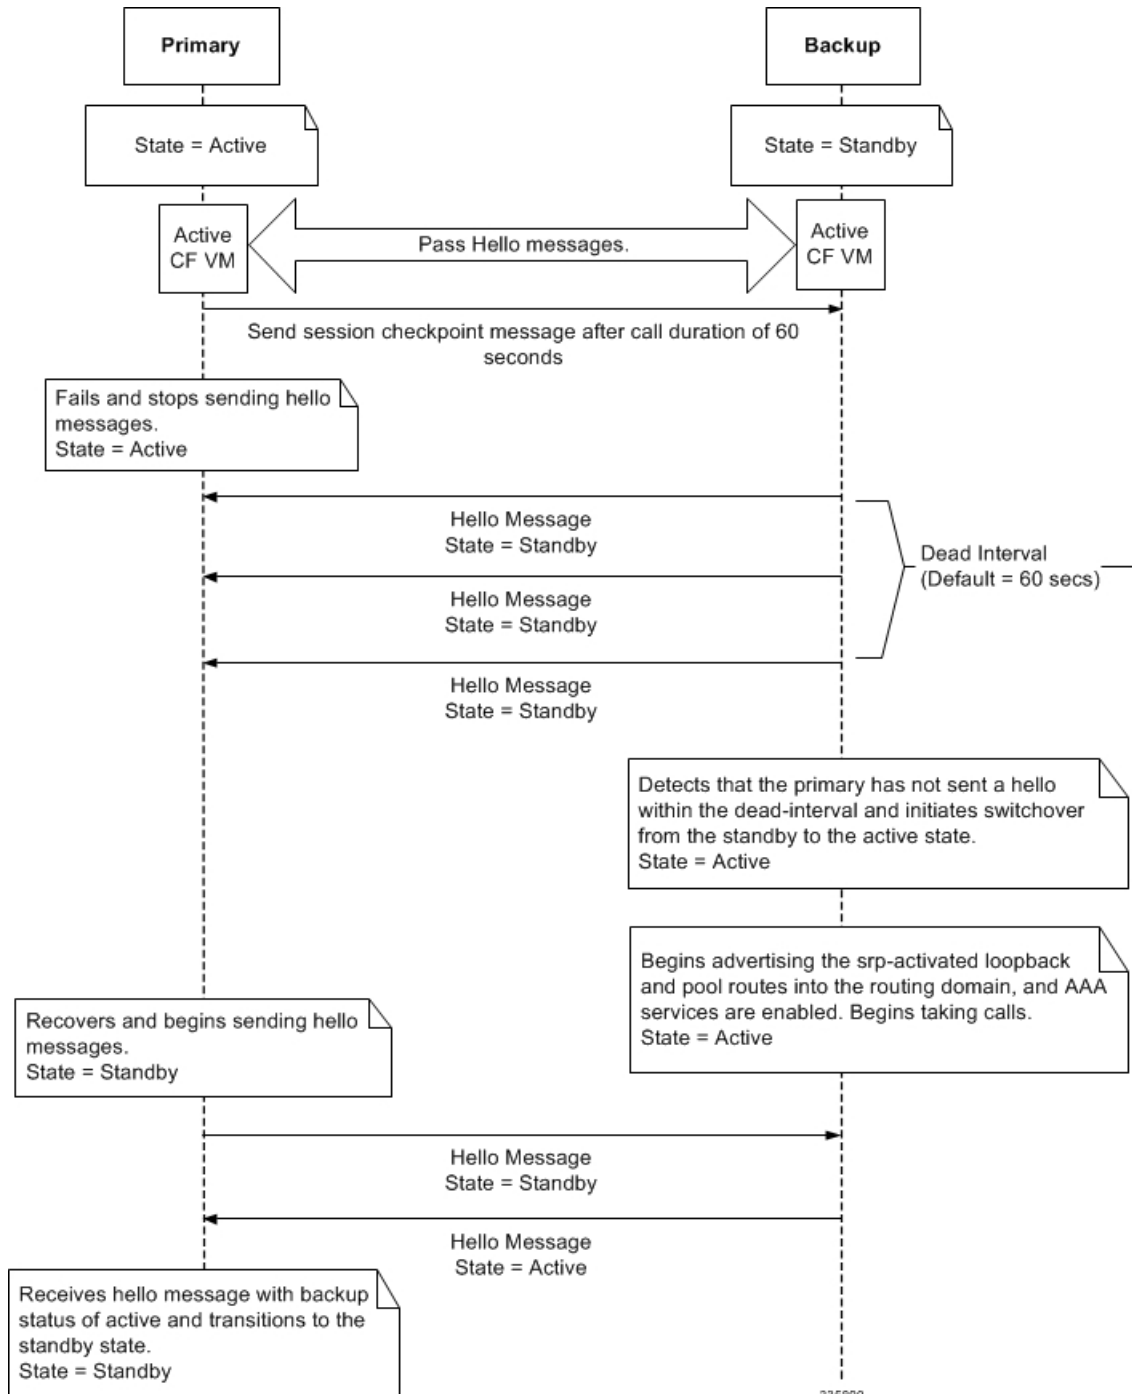 Primary
Backup
State = Active
State = Standby
Active
CF VM
Pass Hello messages.
Active
CF VM
Send session checkpoint message after call duration of 60
seconds
Fails and stops sending hello
messages.
State = Active
Hello Message
State = Standby
Dead Interval
(Default = 60 secs)
Hello Message
State = Standby
Hello Message
State = Standby
Detects that the primary has not sent a hello
within the dead-interval and initiates switchover
from the standby to the active state.
State = Active
Begins advertising the srp-activated loopback
and pool routes into the routing domain, and AAA
services are enabled. Begins taking calls.
State = Active
Recovers and begins sending hello
messages.
State = Standby
Hello Message
State = Standby
Hello Message
State = Active
Receives hello message with backup
status of active and transitions to the
standby state.
State = Standby